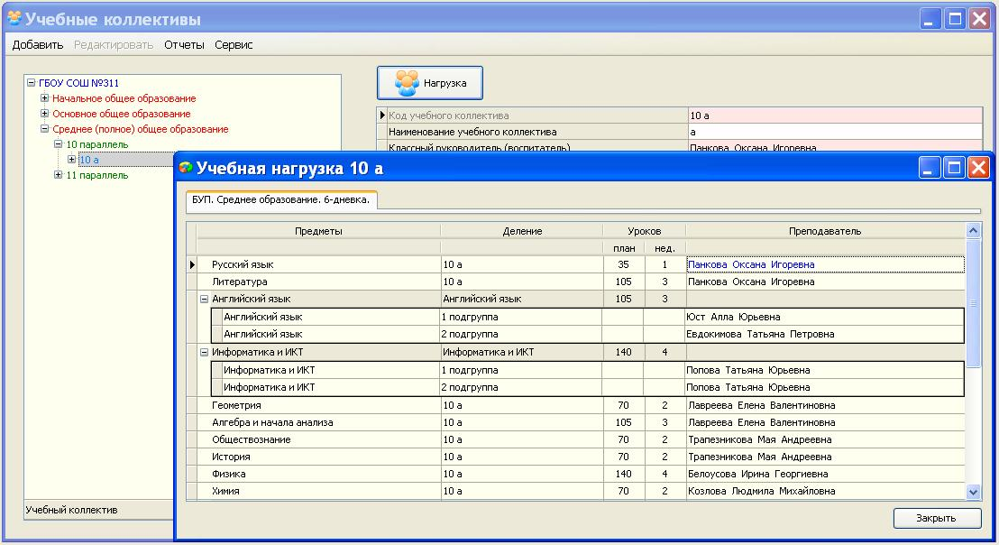 Учебные коллективы
Добавить Редактировать Отчеты Сервис
ГБОУ СОШ №311
Начальное общее образование
Основное общее образование
Среднее (полное) общее образование
10 параллель
10 а
11 параллель
Учебный коллектив
Нагрузка
Код учебного коллектива 10 а
Наименование учебного коллектива а
Классный руководитель (воспитатель) Панкова Оксана Игоревна
Учебная нагрузка 10 а
БУП. Среднее образование. 6-дневка.
Предметы Деление Уроков Преподаватель
план нед.
Русский язык 10 а 35 1 Панкова Оксана Игоревна
Литература 10 а 105 3 Панкова Оксана Игоревна
Английский язык Английский язык 105 3
Английский язык 1 подгруппа Юст Алла Юрьевна
Английский язык 2 подгруппа Евдокимова Татьяна Петровна
Информатика и ИКТ Информатика и ИКТ 140 4
Информатика и ИКТ 1 подгруппа Попова Татьяна Юрьевна
Информатика и ИКТ 2 подгруппа Попова Татьяна Юрьевна
Геометрия 10 а 70 2 Лавреева Елена Валентиновна
Алгебра и начала анализа 10 а 105 3 Лавреева Елена Валентиновна
Обществознание 10 а 70 2 Трапезникова Мая Андреевна
История 10 а 70 2 Трапезникова Мая Андреевна
Физика 10 а 140 4 Белоусова Ирина Георгиевна
Химия 10 а 70 2 Козлова Людмила Михайловна
Закрыть